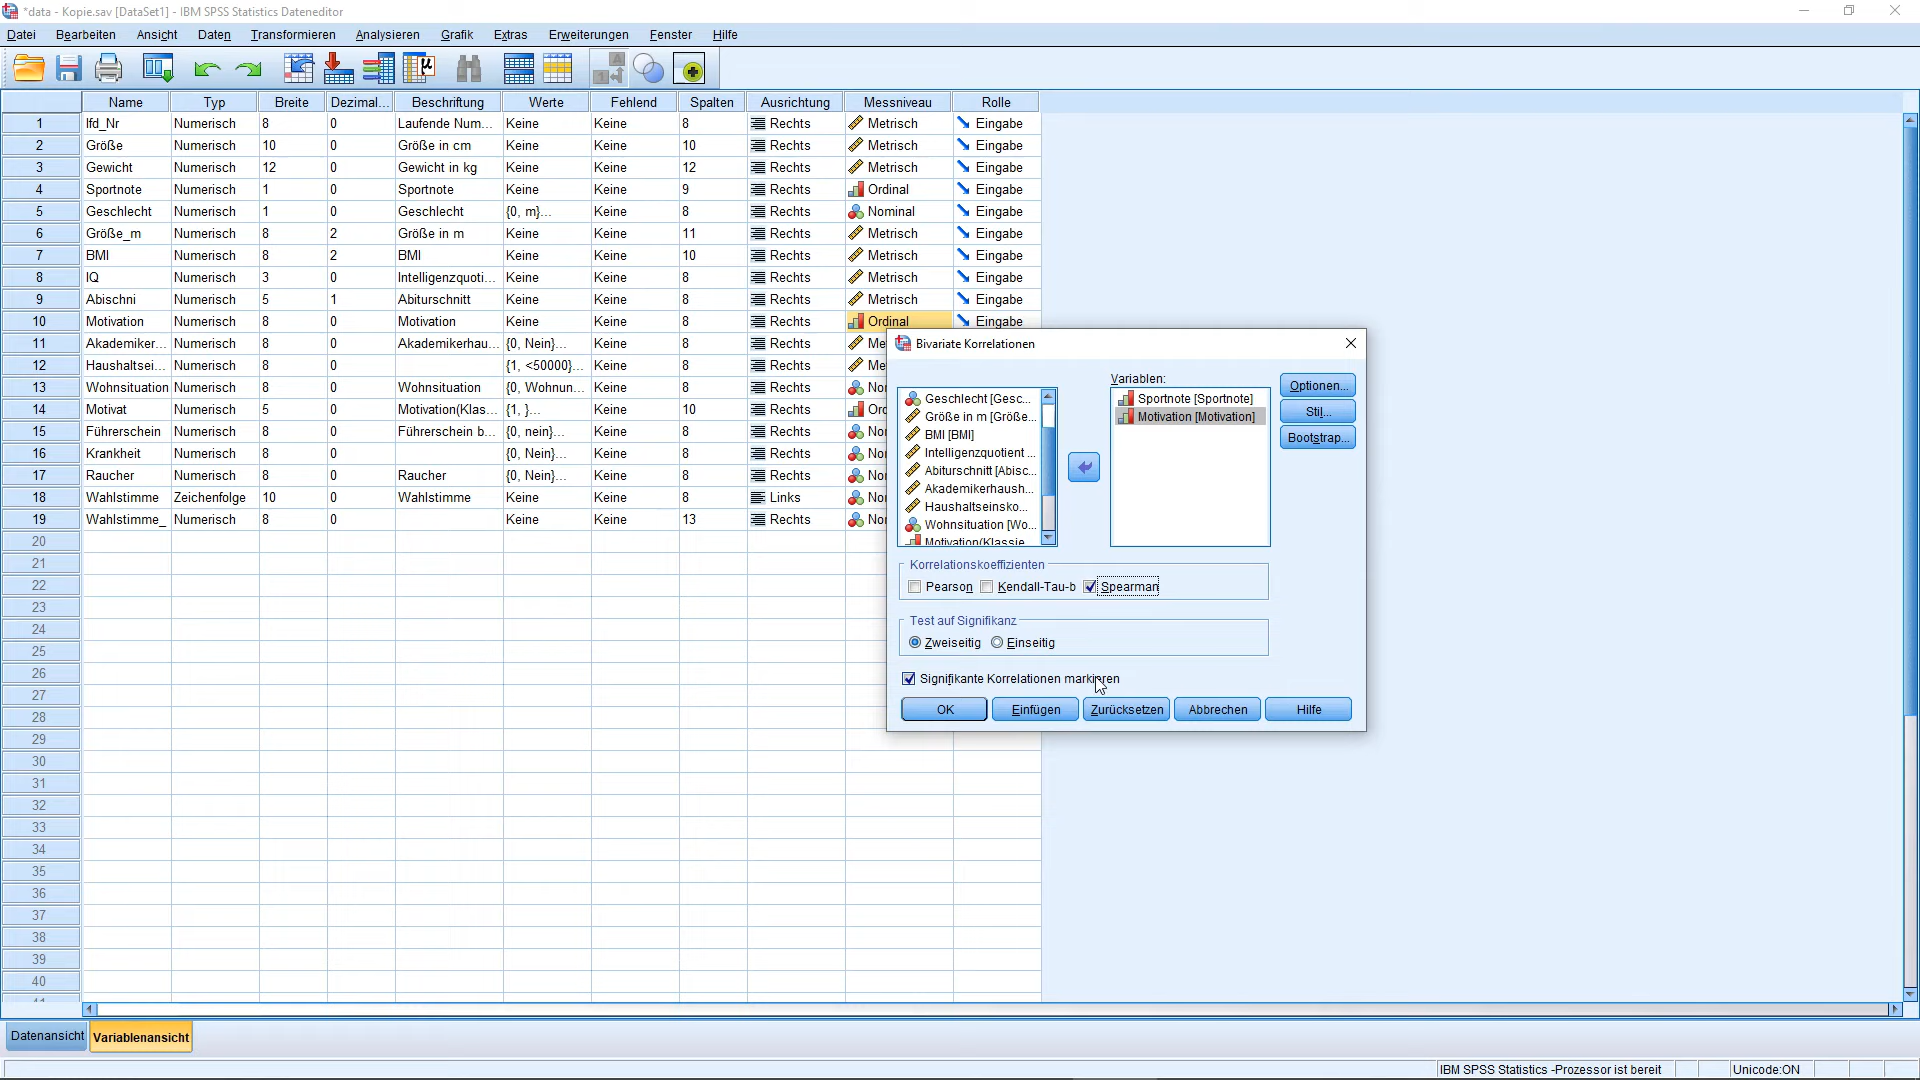 *data - Kopie.sav [DataSet1] - IBM SPSS Statistics Dateneditor
Datei Bearbeiten Ansicht Daten Transformieren Analysieren Grafik Extras Erweiterungen Fenster Hilfe
Name Typ Breite Dezimal... Beschriftung Werte Fehlend Spalten Ausrichtung Messniveau Rolle
1 lfd_Nr Numerisch 8 0 Laufende Num... Keine Keine 8 Rechts Metrisch Eingabe
2 Größe Numerisch 10 0 Größe in cm Keine Keine 10 Rechts Metrisch Eingabe
3 Gewicht Numerisch 12 0 Gewicht in kg Keine Keine 12 Rechts Metrisch Eingabe
4 Sportnote Numerisch 1 0 Sportnote Keine Keine 9 Rechts Ordinal Eingabe
5 Geschlecht Numerisch 1 0 Geschlecht {0, m}... Keine 8 Rechts Nominal Eingabe
6 Größe_m Numerisch 8 2 Größe in m Keine Keine 11 Rechts Metrisch Eingabe
7 BMI Numerisch 8 2 BMI Keine Keine 10 Rechts Metrisch Eingabe
8 IQ Numerisch 3 0 Intelligenzquoti... Keine Keine 8 Rechts Metrisch Eingabe
9 Abischni Numerisch 5 1 Abiturschnitt Keine Keine 8 Rechts Metrisch Eingabe
10 Motivation Numerisch 8 0 Motivation Keine Keine 8 Rechts Ordinal Eingabe
11 Akademiker... Numerisch 8 0 Akademikerhau... {0, Nein}... Keine 8 Rechts Me
12 Haushaltsei... Numerisch 8 0 {1, <50000}... Keine 8 Rechts Me
13 Wohnsituation Numerisch 8 0 Wohnsituation {0, Wohnun... Keine 8 Rechts No
14 Motivat Numerisch 5 0 Motivation(Klas... {1, }... Keine 10 Rechts Or
15 Führerschein Numerisch 8 0 Führerschein b... {0, nein}... Keine 8 Rechts No
16 Krankheit Numerisch 8 0 {0, Nein}... Keine 8 Rechts No
17 Raucher Numerisch 8 0 Raucher {0, Nein}... Keine 8 Rechts No
18 Wahlstimme Zeichenfolge 10 0 Wahlstimme Keine Keine 8 Links No
19 Wahlstimme_ Numerisch 8 0 Keine Keine 13 Rechts No
20
21
22
23
24
25
26
27
28
29
30
31
32
33
34
35
36
37
38
39
40
Bivariate Korrelationen
Variablen:
Geschlecht [Gesc...
Größe in m [Größe...
BMI [BMI]
Intelligenzquotient ...
Abiturschnitt [Abisc...
Akademikerhaush...
Haushaltseinsko...
Wohnsituation [Wo...
Motivation(Klassie
Sportnote [Sportnote]
Motivation [Motivation]
Optionen...
Stil...
Bootstrap...
Korrelationskoeffizienten
Pearson Kendall-Tau-b Spearman
Test auf Signifikanz
Zweiseitig Einseitig
Signifikante Korrelationen markieren
OK Einfügen Zurücksetzen Abbrechen Hilfe
Datenansicht Variablenansicht
IBM SPSS Statistics -Prozessor ist bereit Unicode:ON